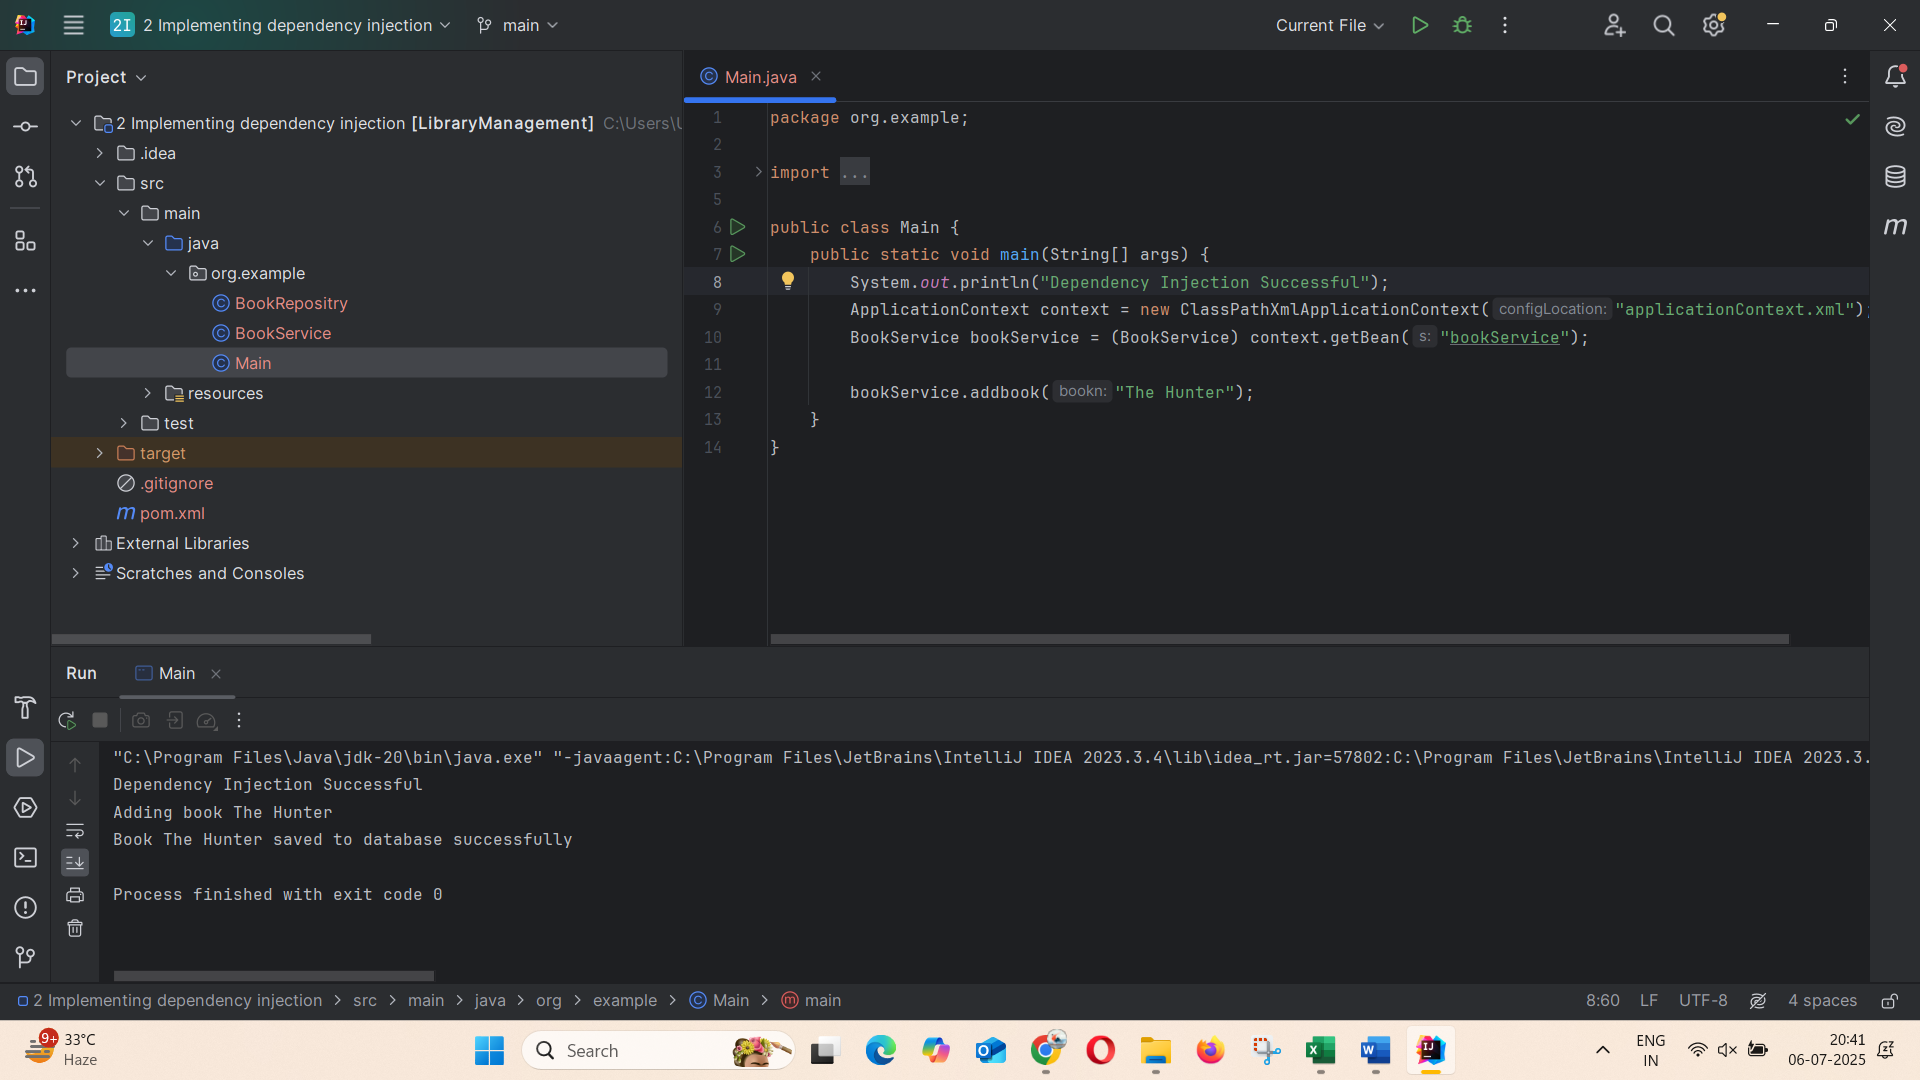 2I 2 Implementing dependency injection main Current File
Project
Main.java
2 Implementing dependency injection [LibraryManagement] C:\Users\U
.idea
src
main
java
org.example
BookRepositry
BookService
Main
resources
test
target
.gitignore
pom.xml
External Libraries
Scratches and Consoles
1 package org.example;
2
3 import ...
5
6 public class Main {
7 public static void main(String[] args) {
8 System.out.println("Dependency Injection Successful");
9 ApplicationContext context = new ClassPathXmlApplicationContext( configLocation: "applicationContext.xml");
10 BookService bookService = (BookService) context.getBean( s: "bookService");
11
12 bookService.addbook( bookn: "The Hunter");
13 }
14 }
Run Main
"C:\Program Files\Java\jdk-20\bin\java.exe" "-javaagent:C:\Program Files\JetBrains\IntelliJ IDEA 2023.3.4\lib\idea_rt.jar=57802:C:\Program Files\JetBrains\IntelliJ IDEA 2023.3.
Dependency Injection Successful
Adding book The Hunter
Book The Hunter saved to database successfully
Process finished with exit code 0
2 Implementing dependency injection > src > main > java > org > example > Main > main 8:60 LF UTF-8 4 spaces
9+ 33°C
Haze
Search
ENG
IN
20:41
06-07-2025